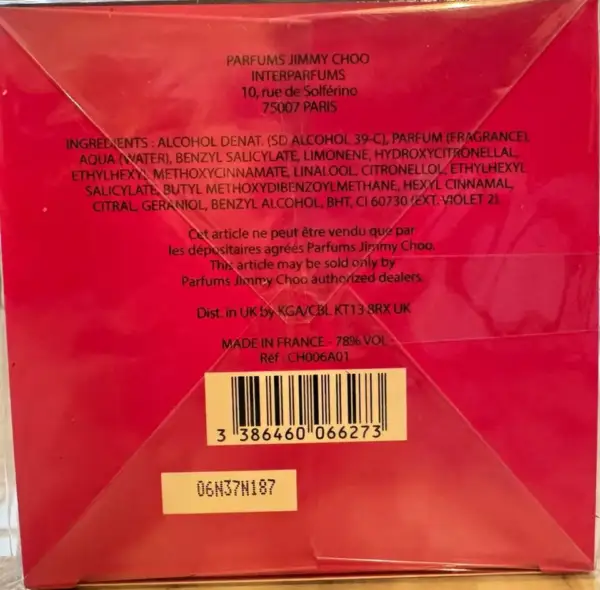 PARFUMS JIMMY CHOO
INTERPARFUMS
10, rue de Solférino
75007 PARIS
INGREDIENTS : ALCOHOL DENAT. (SD ALCOHOL 39-C), PARFUM (FRAGRANCE),
AQUA (WATER), BENZYL SALICYLATE, LIMONENE, HYDROXYCITRONELLAL,
ETHYLHEXYL METHOXYCINNAMATE, LINALOOL, CITRONELLOL, ETHYLHEXYL
SALICYLATE, BUTYL METHOXYDIBENZOYLMETHANE, HEXYL CINNAMAL,
CITRAL, GERANIOL, BENZYL ALCOHOL, BHT, CI 60730 (EXT. VIOLET 2).
Cet article ne peut être vendu que par
les dépositaires agréés Parfums Jimmy Choo.
This article may be sold only by
Parfums Jimmy Choo authorized dealers.
Dist. in UK by KGA/CBL KT13 8RX UK
MADE IN FRANCE - 78% VOL -
Réf : CH006A01
3 386460 066273
06N37N187